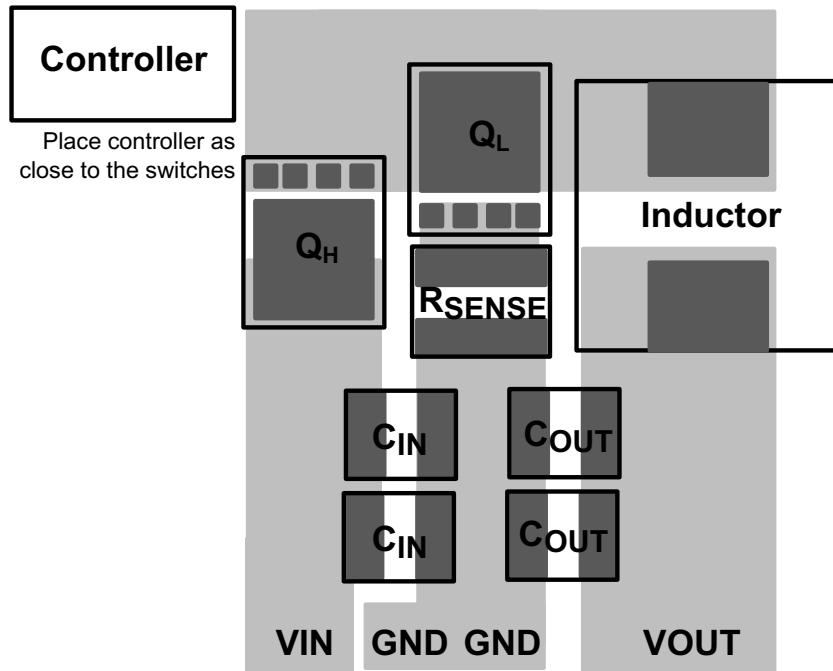 Controller
Place controller as
close to the switches
QL
QH
Inductor
RSENSE
CIN
COUT
CIN
COUT
VIN
GND
GND
VOUT